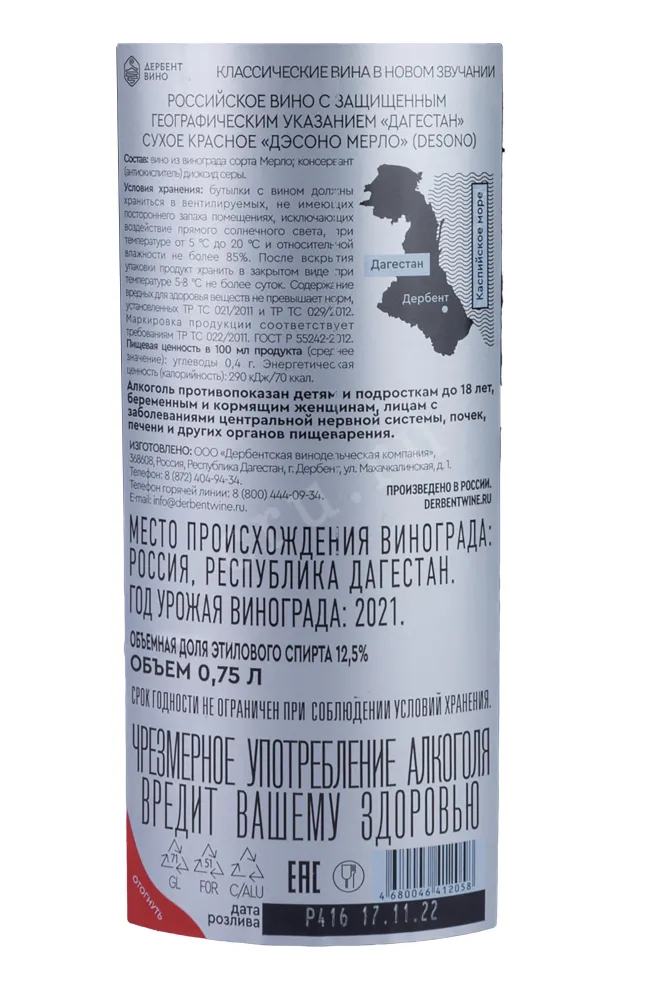 ДЕРБЕНТ
ВИНО
КЛАССИЧЕСКИЕ ВИНА В НОВОМ ЗВУЧАНИИ
РОССИЙСКОЕ ВИНО С ЗАЩИЩЕННЫМ
ГЕОГРАФИЧЕСКИМ УКАЗАНИЕМ «ДАГЕСТАН»
СУХОЕ КРАСНОЕ «ДЭСОНО МЕРЛО» (DESONO)
Состав: вино из винограда сорта Мерло; консервант
(антиокислитель) диоксид серы.
Условия хранения: бутылки с вином должны
храниться в вентилируемых, не имеющих
постороннего запаха помещениях, исключающих
воздействие прямого солнечного света, при
температуре от 5 °С до 20 °С и относительной
влажности не более 85%. После вскрытия
упаковки продукт хранить в закрытом виде при
температуре 5-8 °С не более суток. Содержание
вредных для здоровья веществ не превышает норм,
установленных ТР ТС 021/2011 и ТР ТС 029/2012.
Маркировка продукции соответствует
требованиям ТР ТС 022/2011. ГОСТ Р 55242-2012.
Пищевая ценность в 100 мл продукта (среднее
значение): углеводы 0,4 г. Энергетическая
ценность (калорийность): 290 кДж/70 ккал.
Дагестан
Дербент
Каспийское море
Алкоголь противопоказан детям и подросткам до 18 лет,
беременным и кормящим женщинам, лицам с
заболеваниями центральной нервной системы, почек,
печени и других органов пищеварения.
ИЗГОТОВЛЕНО: ООО «Дербентская винодельческая компания»,
368608, Россия, Республика Дагестан, г. Дербент, ул. Махачкалинская, д. 1.
Телефон: 8 (872) 404-94-34.
Телефон горячей линии: 8 (800) 444-09-34.
E-mail: info@derbentwine.ru
ПРОИЗВЕДЕНО В РОССИИ.
DERBENTWINE.RU
МЕСТО ПРОИСХОЖДЕНИЯ ВИНОГРАДА:
РОССИЯ, РЕСПУБЛИКА ДАГЕСТАН.
ГОД УРОЖАЯ ВИНОГРАДА: 2021.
ОБЪЕМНАЯ ДОЛЯ ЭТИЛОВОГО СПИРТА 12,5%
ОБЪЕМ 0,75 Л
СРОК ГОДНОСТИ НЕ ОГРАНИЧЕН ПРИ СОБЛЮДЕНИИ УСЛОВИЙ ХРАНЕНИЯ.
ЧРЕЗМЕРНОЕ УПОТРЕБЛЕНИЕ АЛКОГОЛЯ
ВРЕДИТ ВАШЕМУ ЗДОРОВЬЮ
71
GL
51
FOR
C/ALU
EAC
4 680046 412058
ОТОГНУТЬ
дата
розлива
P416 17.11.22